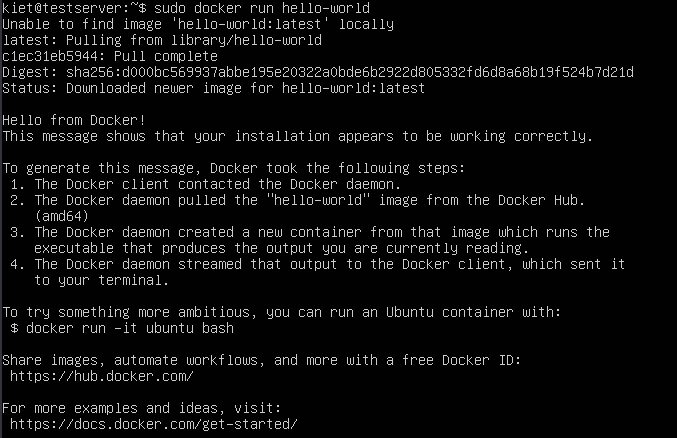 kiet@testserver:~$ sudo docker run hello-world
Unable to find image 'hello-world:latest' locally
latest: Pulling from library/hello-world
c1ec31eb5944: Pull complete
Digest: sha256:d000bc569937abbe195e20322a0bde6b2922d805332fd6d8a68b19f524b7d21d
Status: Downloaded newer image for hello-world:latest

Hello from Docker!
This message shows that your installation appears to be working correctly.

To generate this message, Docker took the following steps:
 1. The Docker client contacted the Docker daemon.
 2. The Docker daemon pulled the "hello-world" image from the Docker Hub.
    (amd64)
 3. The Docker daemon created a new container from that image which runs the
    executable that produces the output you are currently reading.
 4. The Docker daemon streamed that output to the Docker client, which sent it
    to your terminal.

To try something more ambitious, you can run an Ubuntu container with:
 $ docker run -it ubuntu bash

Share images, automate workflows, and more with a free Docker ID:
 https://hub.docker.com/

For more examples and ideas, visit:
 https://docs.docker.com/get-started/